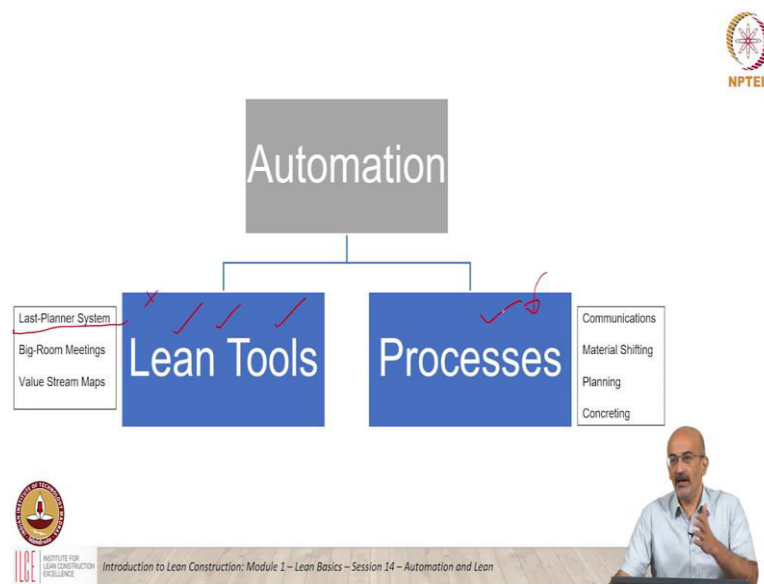 NPTEL
Automation
Last-Planner System
Big-Room Meetings
Value Stream Maps
Lean Tools
Processes
Communications
Material Shifting
Planning
Concreting
ILCE
INSTITUTE FOR
LEAN CONSTRUCTION
EXCELLENCE
Introduction to Lean Construction: Module 1 – Lean Basics – Session 14 – Automation and Lean